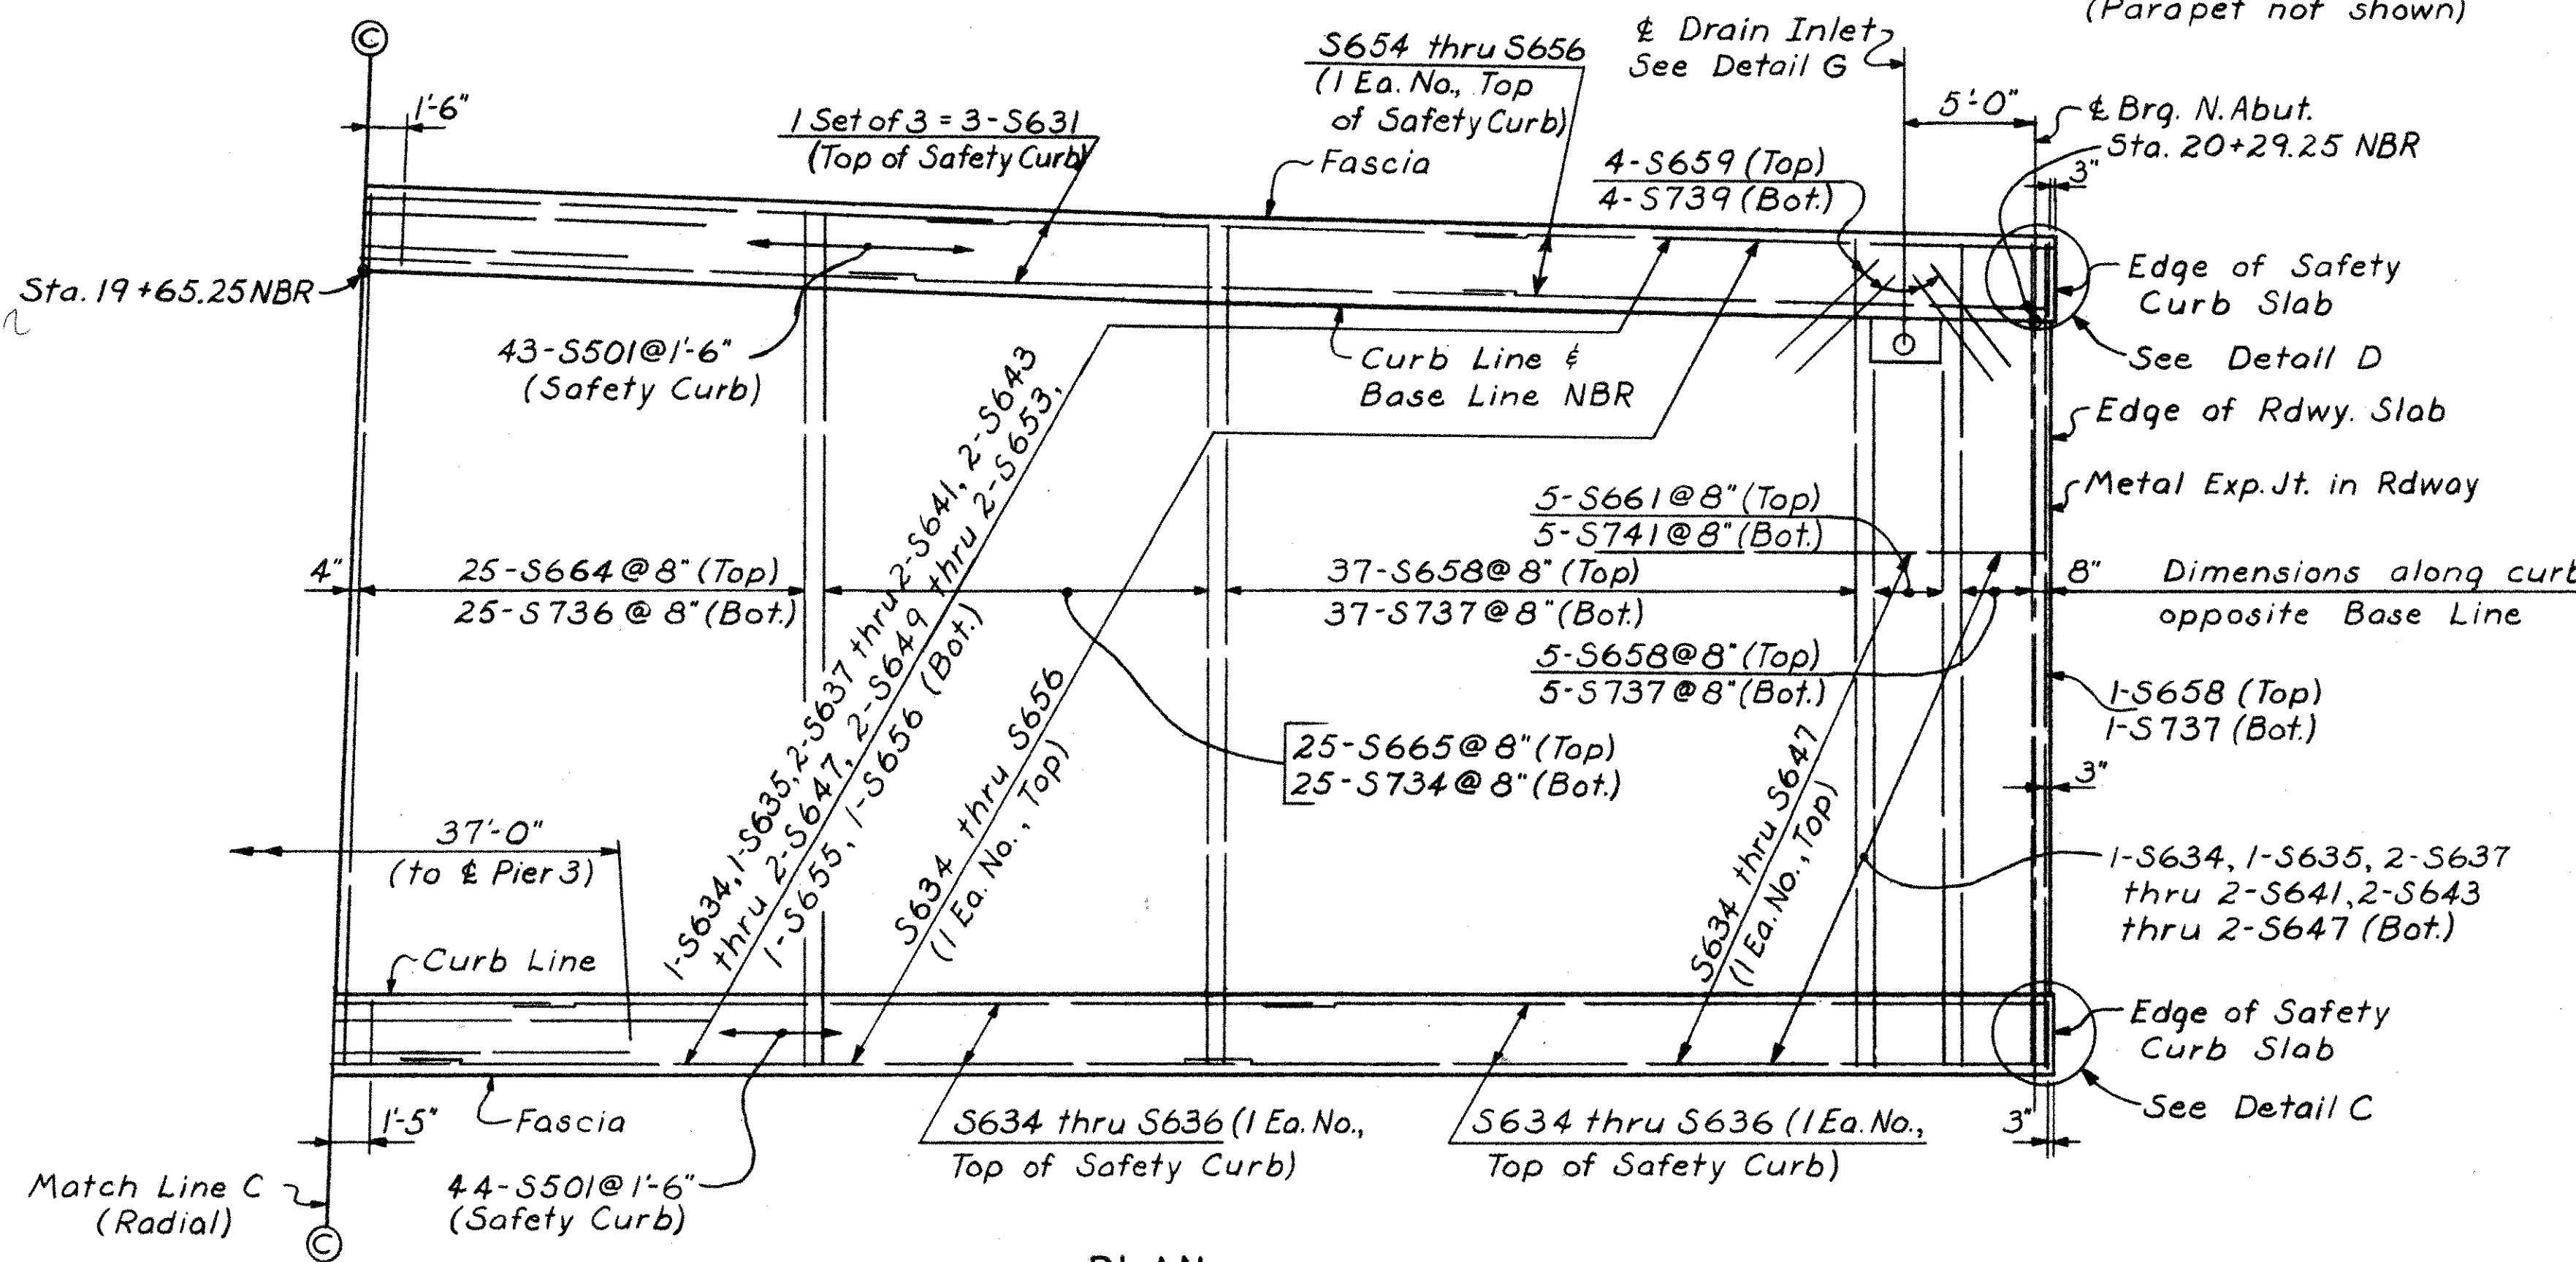 (Parapet not shown)
©
1'-6"
1 Set of 3 = 3-S631
(Top of Safety Curb)
S654 thru S656
(1 Ea. No., Top
of Safety Curb)
Fascia
℄ Drain Inlet
See Detail G
5'-0"
℄ Brg. N. Abut.
Sta. 20+29.25 NBR
3"
4-S659 (Top)
4-S739 (Bot.)
Sta. 19+65.25 NBR
Edge of Safety
Curb Slab
43-S501@1'-6"
(Safety Curb)
Curb Line &
Base Line NBR
See Detail D
Edge of Rdwy. Slab
Metal Exp. Jt. in Rdway
5-S661@8" (Top)
5-S741@8" (Bot.)
4"
25-S664@8" (Top)
25-S736@8" (Bot.)
37-S658@8" (Top)
37-S737@8" (Bot.)
8"
Dimensions along curb
opposite Base Line
5-S658@8" (Top)
5-S737@8" (Bot.)
1-S658 (Top)
1-S737 (Bot.)
25-S665@8" (Top)
25-S734@8" (Bot.)
3"
1-S634, 1-S635, 2-S637 thru 2-S641, 2-S643
thru 2-S647, 2-S649 thru 2-S653,
1-S655, 1-S656 (Bot.)
S634 thru S656
(1 Ea. No., Top)
S634 thru S647
(1 Ea. No., Top)
37'-0"
(to ℄ Pier 3)
1-S634, 1-S635, 2-S637
thru 2-S641, 2-S643
thru 2-S647 (Bot.)
Curb Line
Edge of Safety
Curb Slab
See Detail C
1'-5"
Fascia
S634 thru S636 (1 Ea. No.,
Top of Safety Curb)
S634 thru S636 (1 Ea. No.,
Top of Safety Curb)
3"
Match Line C
(Radial)
44-S501@1'-6"
(Safety Curb)
©
PLAN